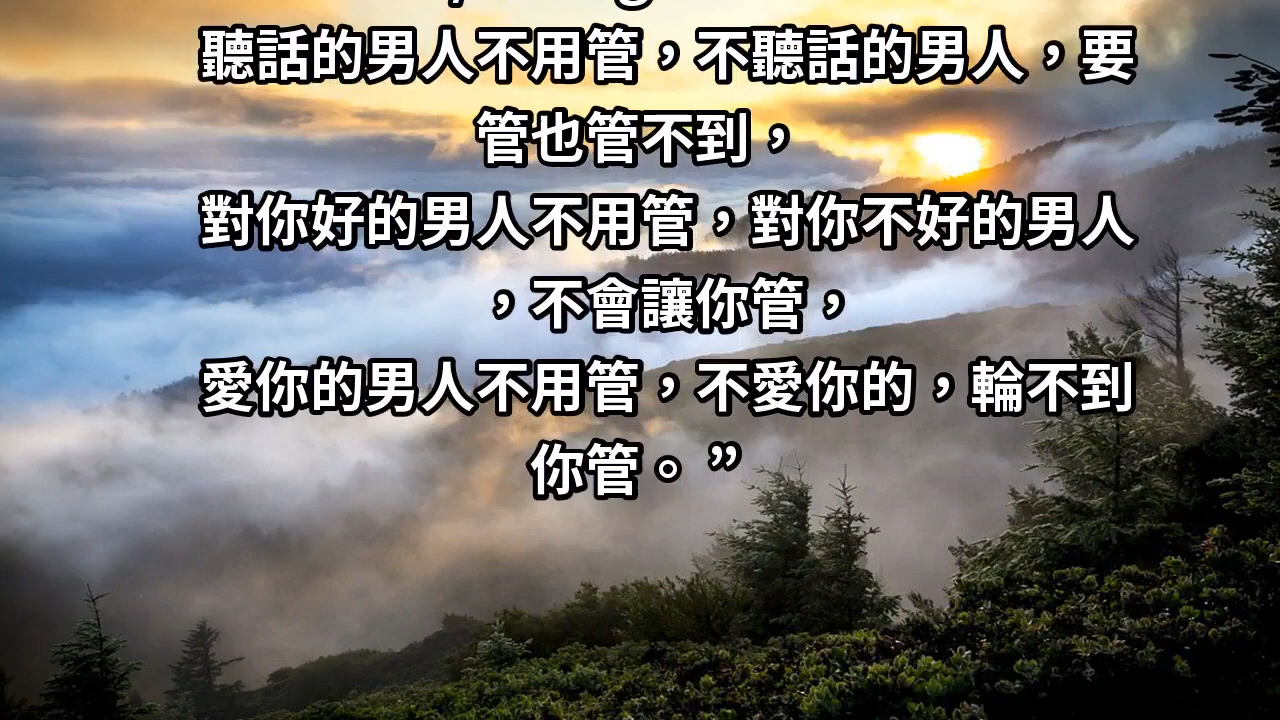 聽話的男人不用管，不聽話的男人，要
管也管不到，
對你好的男人不用管，對你不好的男人
，不會讓你管，
愛你的男人不用管，不愛你的，輪不到
你管。”